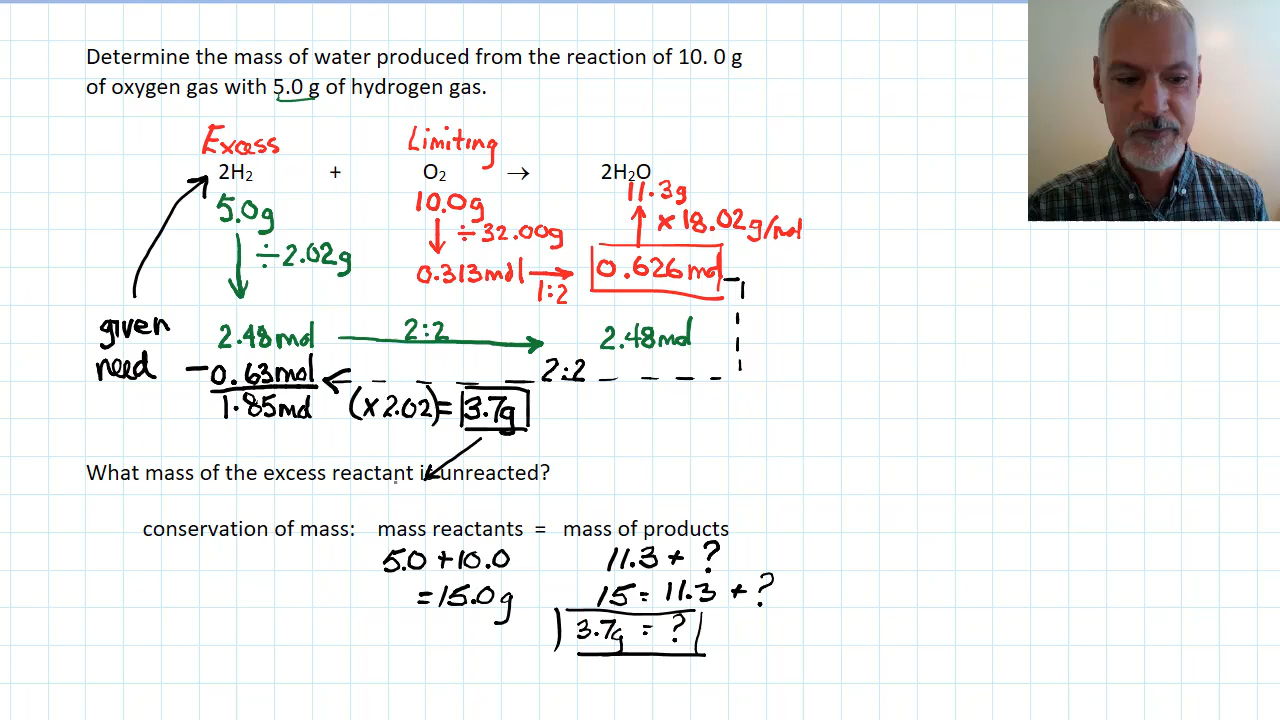 Determine the mass of water produced from the reaction of 10. 0 g
of oxygen gas with 5.0 g of hydrogen gas.
Excess Limiting
2H₂ + O₂ → 2H₂O
11.3g
5.0g 10.0g × 18.02g/mol
÷2.02g ÷32.00g
0.313mol 1:2 0.626mol
given 2.48mol 2:2 2.48mol
need -0.63mol 2:2
1.85mol (×2.02)= 3.7g
What mass of the excess reactant is unreacted?
conservation of mass: mass reactants = mass of products
5.0+10.0 11.3 + ?
=15.0g 15 = 11.3 + ?
3.7g = ?